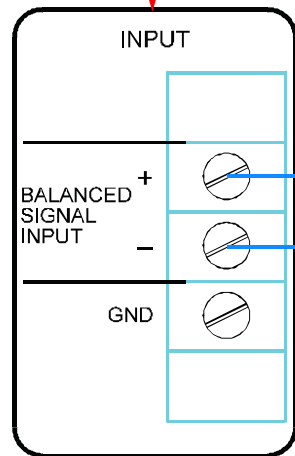 INPUT
+
BALANCED
SIGNAL
INPUT
–
GND